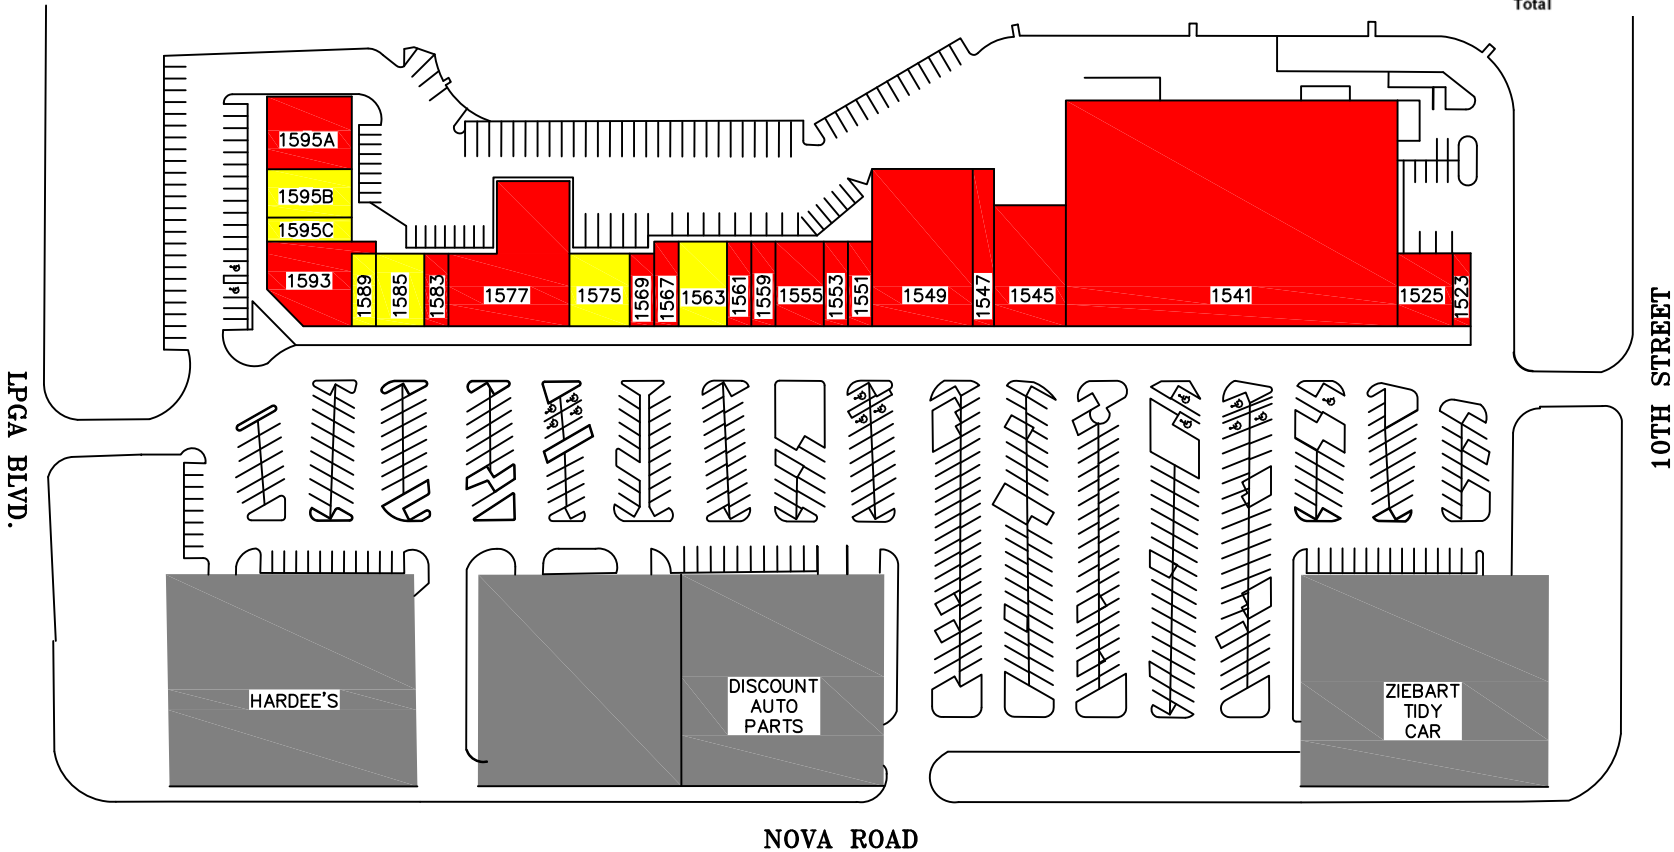 Total
1595A
1595B
1595C
1593
1589
1585
1583
1577
1575
1569
1567
1563
1561
1559
1555
1553
1551
1549
1547
1545
1541
1525
1523
LPGA BLVD.
10TH STREET
HARDEE'S
DISCOUNT
AUTO
PARTS
ZIEBART
TIDY
CAR
NOVA ROAD